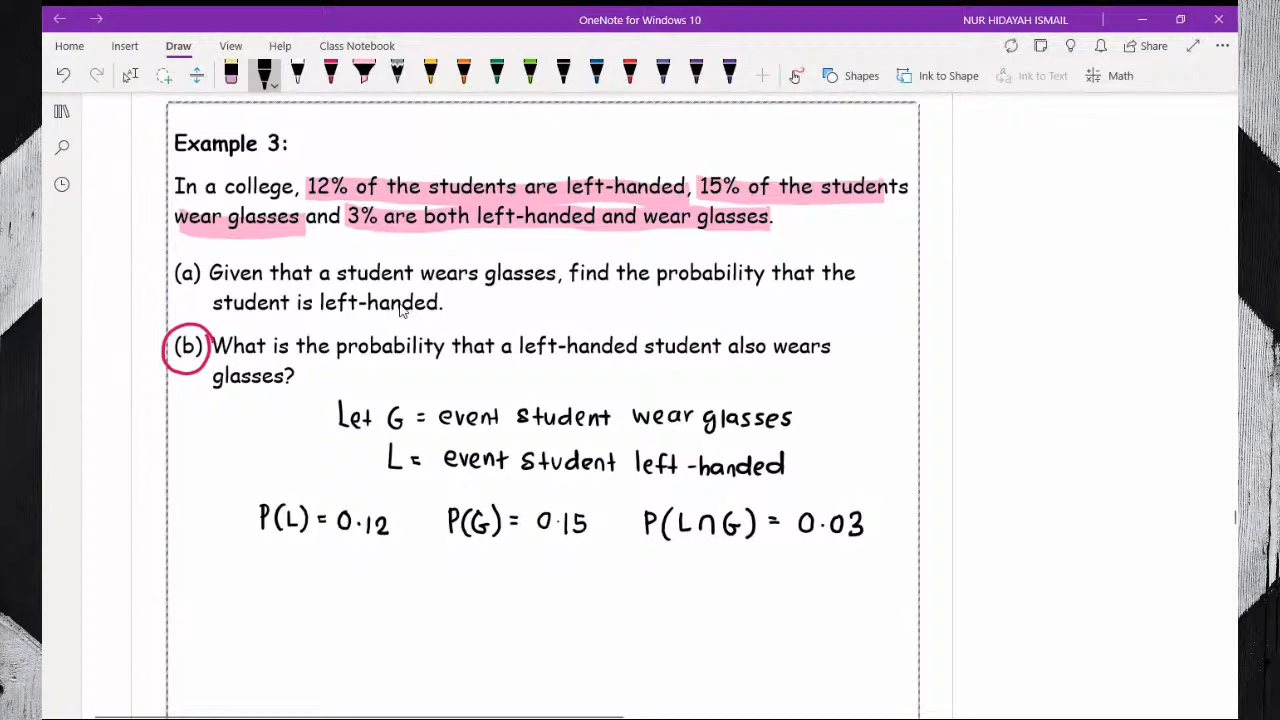 OneNote for Windows 10
NUR HIDAYAH ISMAIL
Home Insert Draw View Help Class Notebook
Share
Shapes Ink to Shape Ink to Text Math
Example 3:
In a college, 12% of the students are left-handed, 15% of the students
wear glasses and 3% are both left-handed and wear glasses.
(a) Given that a student wears glasses, find the probability that the
student is left-handed.
(b) What is the probability that a left-handed student also wears
glasses?
Let G = event student wear glasses
L = event student left-handed
P(L) = 0.12 P(G) = 0.15 P(L∩G) = 0.03